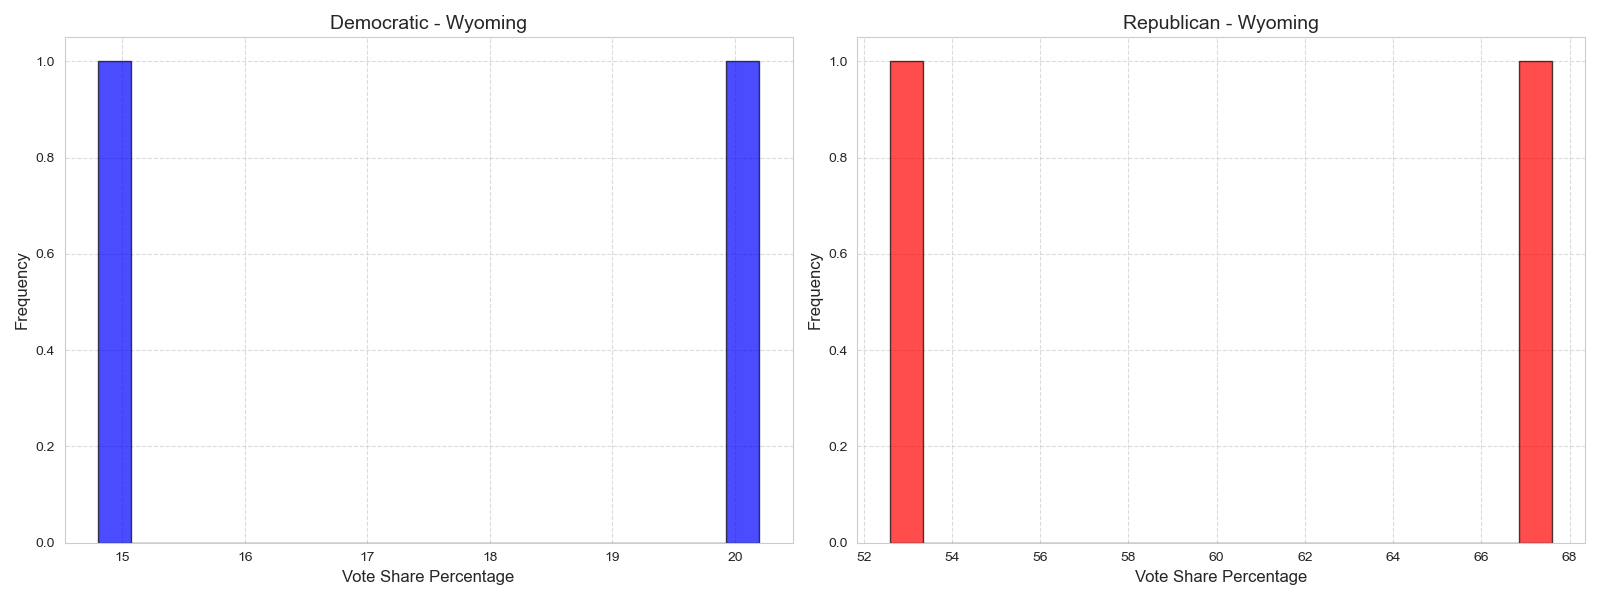 Democratic - Wyoming
1.0
0.8
0.6
0.4
0.2
0.0
Frequency
15 16 17 18 19 20
Vote Share Percentage
Republican - Wyoming
1.0
0.8
0.6
0.4
0.2
0.0
Frequency
52 54 56 58 60 62 64 66 68
Vote Share Percentage